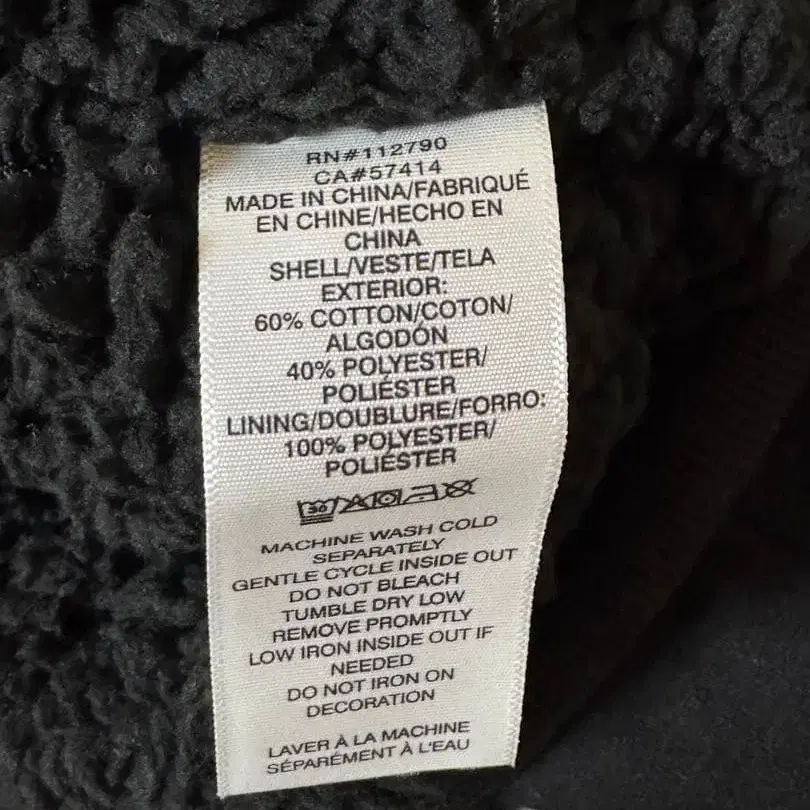 RN#112790
CA#57414
MADE IN CHINA/FABRIQUÉ
EN CHINE/HECHO EN
CHINA
SHELL/VESTE/TELA
EXTERIOR:
60% COTTON/COTON/
ALGODÓN
40% POLYESTER/
POLIÉSTER
LINING/DOUBLURE/FORRO:
100% POLYESTER/
POLIÉSTER
30
MACHINE WASH COLD
SEPARATELY
GENTLE CYCLE INSIDE OUT
DO NOT BLEACH
TUMBLE DRY LOW
REMOVE PROMPTLY
LOW IRON INSIDE OUT IF
NEEDED
DO NOT IRON ON
DECORATION
LAVER À LA MACHINE
SÉPARÉMENT À L'EAU